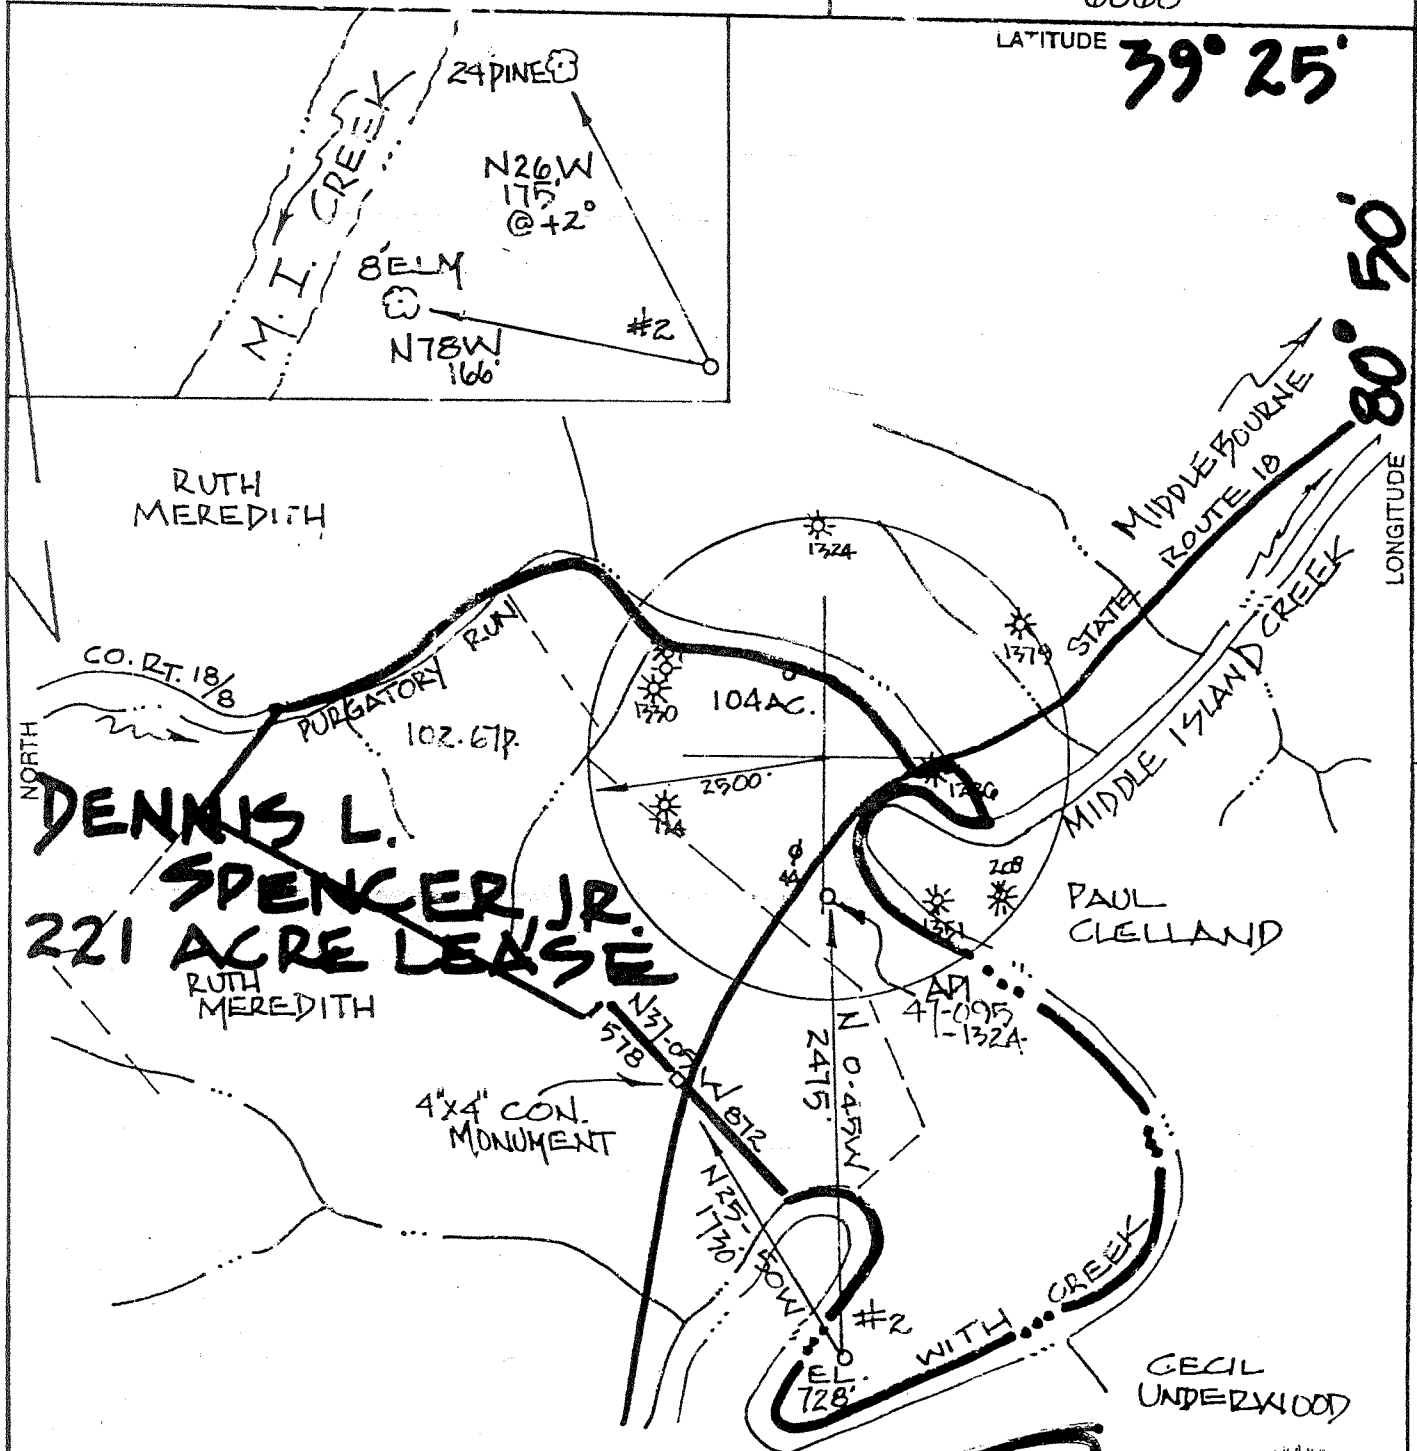 LATITUDE 39° 25'
24"PINE
N26W
175'
@+2°
M. I. CREEK
8"ELM
N78W
166'
#2
80° 50'
LONGITUDE
RUTH
MEREDITH
MIDDLEBOURNE
STATE ROUTE 18
MIDDLE ISLAND CREEK
1324
1379
CO. RT. 18/8
PURGATORY RUN
1330
104 AC.
102.67P.
NORTH
2500'
DENNIS L.
SPENCER, JR.
221 ACRE LEASE
RUTH
MEREDITH
208
1351
PAUL
CLELLAND
API
47-095
-1324
N37-09W
578
872
4"X4" CON.
MONUMENT
N 0-45W
2475'
N25-50W
1730'
#2
EL.
728'
WITH CREEK
CECIL
UNDERWOOD